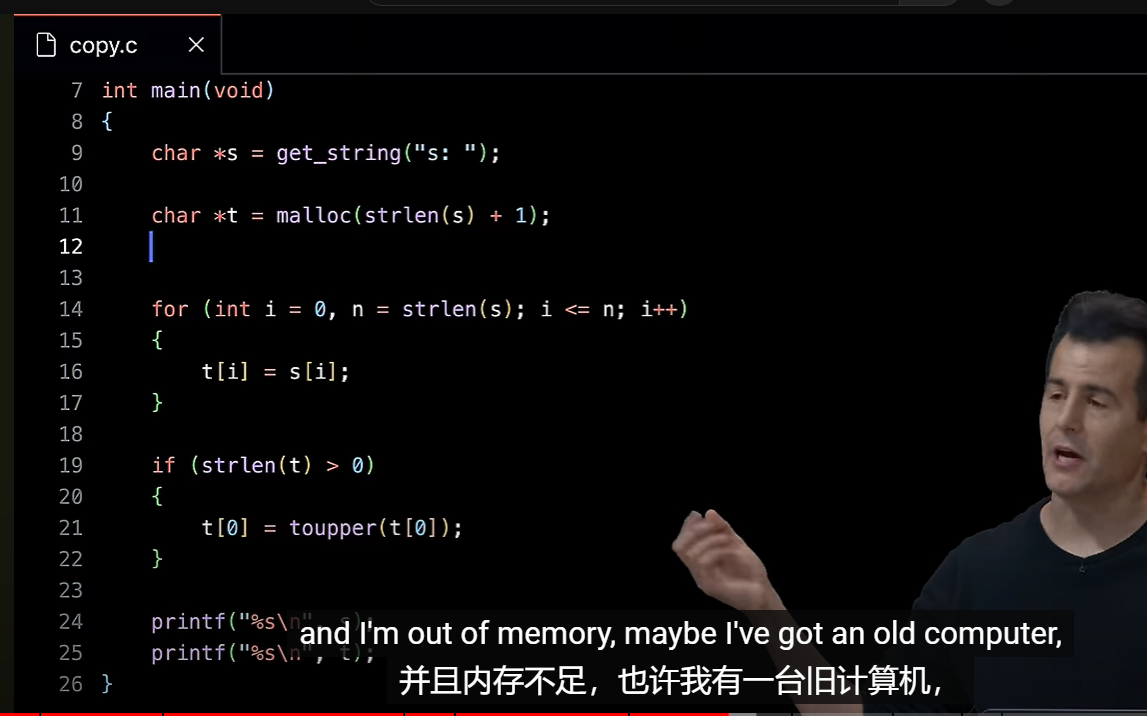 copy.c
7 int main(void)
8 {
9 char *s = get_string("s: ");
10
11 char *t = malloc(strlen(s) + 1);
12
13
14 for (int i = 0, n = strlen(s); i <= n; i++)
15 {
16 t[i] = s[i];
17 }
18
19 if (strlen(t) > 0)
20 {
21 t[0] = toupper(t[0]);
22 }
23
24 printf("%s\n", s);
25 printf("%s\n", t);
26 }
and I'm out of memory, maybe I've got an old computer,
并且内存不足，也许我有一台旧计算机，